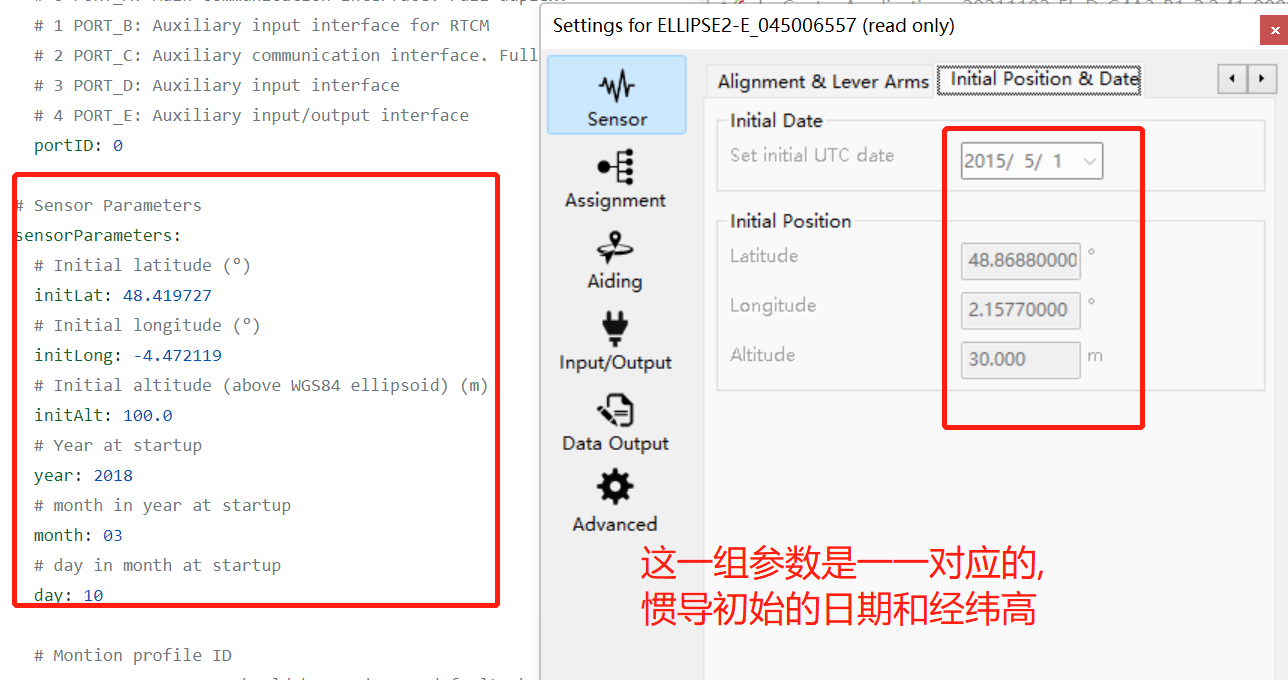 # 1 PORT_B: Auxiliary input interface for RTCM
# 2 PORT_C: Auxiliary communication interface. Full
# 3 PORT_D: Auxiliary input interface
# 4 PORT_E: Auxiliary input/output interface
portID: 0
# Sensor Parameters
sensorParameters:
# Initial latitude (°)
initLat: 48.419727
# Initial longitude (°)
initLong: -4.472119
# Initial altitude (above WGS84 ellipsoid) (m)
initAlt: 100.0
# Year at startup
year: 2018
# month in year at startup
month: 03
# day in month at startup
day: 10
# Montion profile ID
Settings for ELLIPSE2-E_045006557 (read only)
×
Sensor
Assignment
Aiding
Input/Output
Data Output
Advanced
Alignment & Lever Arms
Initial Position & Date
Initial Date
Set initial UTC date
2015/ 5/ 1
Initial Position
Latitude
48.86880000 °
Longitude
2.15770000 °
Altitude
30.000 m
这一组参数是一一对应的,
惯导初始的日期和经纬高